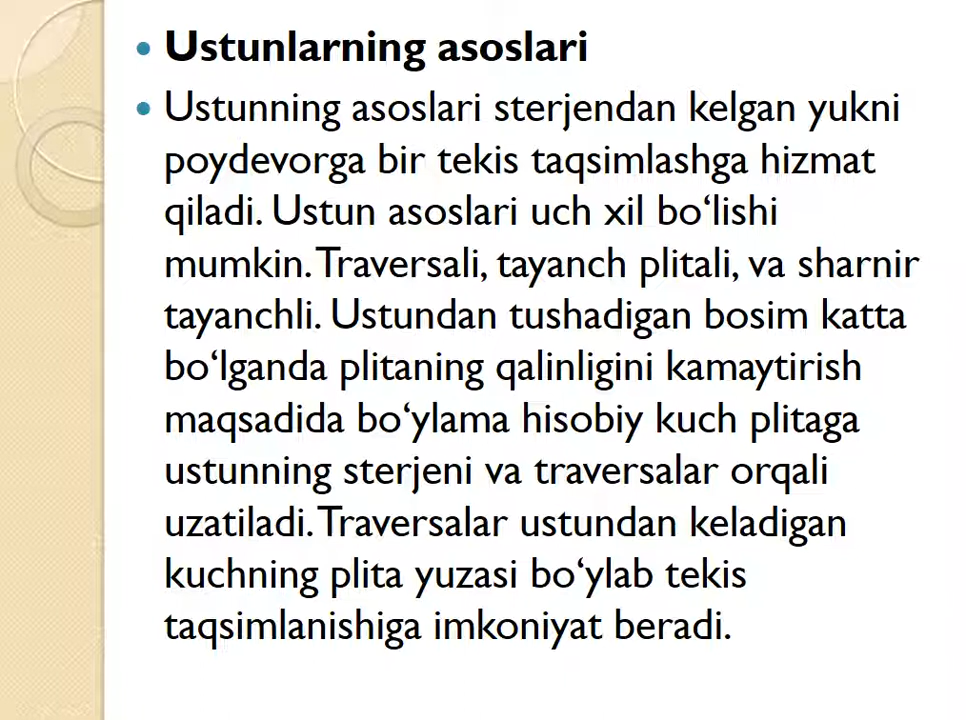 • Ustunlarning asoslari
• Ustunning asoslari sterjendan kelgan yukni
poydevorga bir tekis taqsimlashga hizmat
qiladi. Ustun asoslari uch xil bo‘lishi
mumkin. Traversali, tayanch plitali, va sharnir
tayanchli. Ustundan tushadigan bosim katta
bo‘lganda plitaning qalinligini kamaytirish
maqsadida bo‘ylama hisobiy kuch plitaga
ustunning sterjeni va traversalar orqali
uzatiladi. Traversalar ustundan keladigan
kuchning plita yuzasi bo‘ylab tekis
taqsimlanishiga imkoniyat beradi.